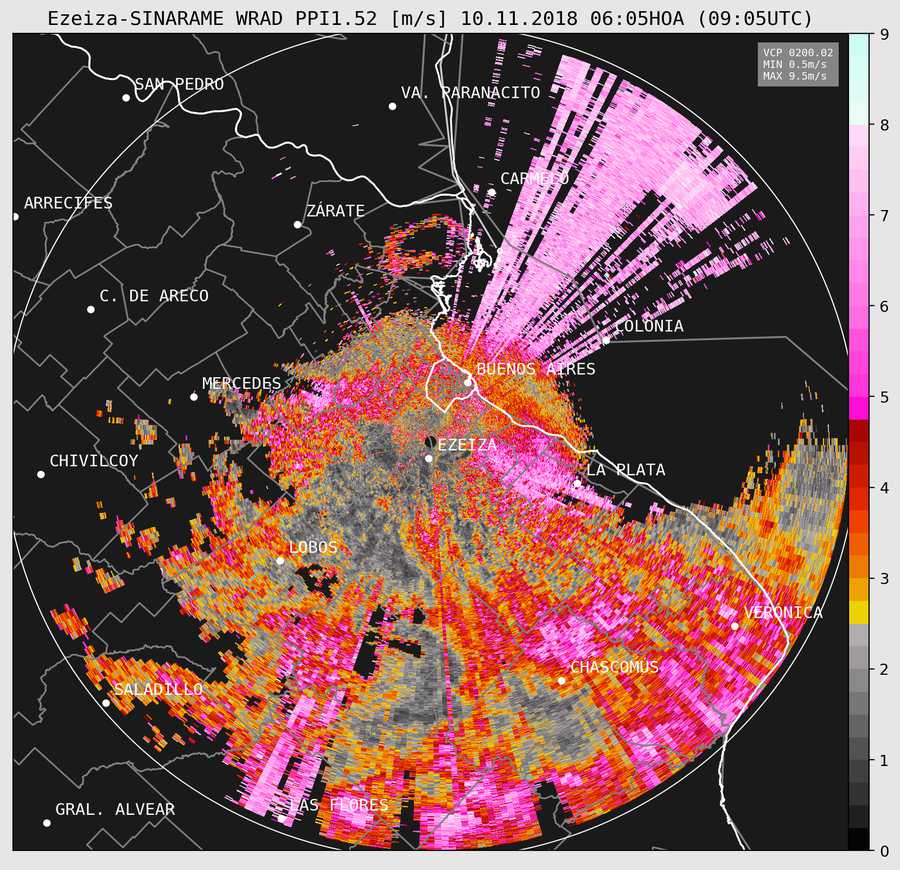 Ezeiza-SINARAME WRAD PPI1.52 [m/s] 10.11.2018 06:05HOA (09:05UTC)
VCP 0200.02
MIN 0.5m/s
MAX 9.5m/s
9
8
7
6
5
4
3
2
1
0
SAN PEDRO
VA. PARANACITO
CARMELO
ARRECIFES
ZÁRATE
C. DE ARECO
COLONIA
BUENOS AIRES
MERCEDES
EZEIZA
CHIVILCOY
LA PLATA
LOBOS
VERÓNICA
CHASCOMUS
SALADILLO
LAS FLORES
GRAL. ALVEAR